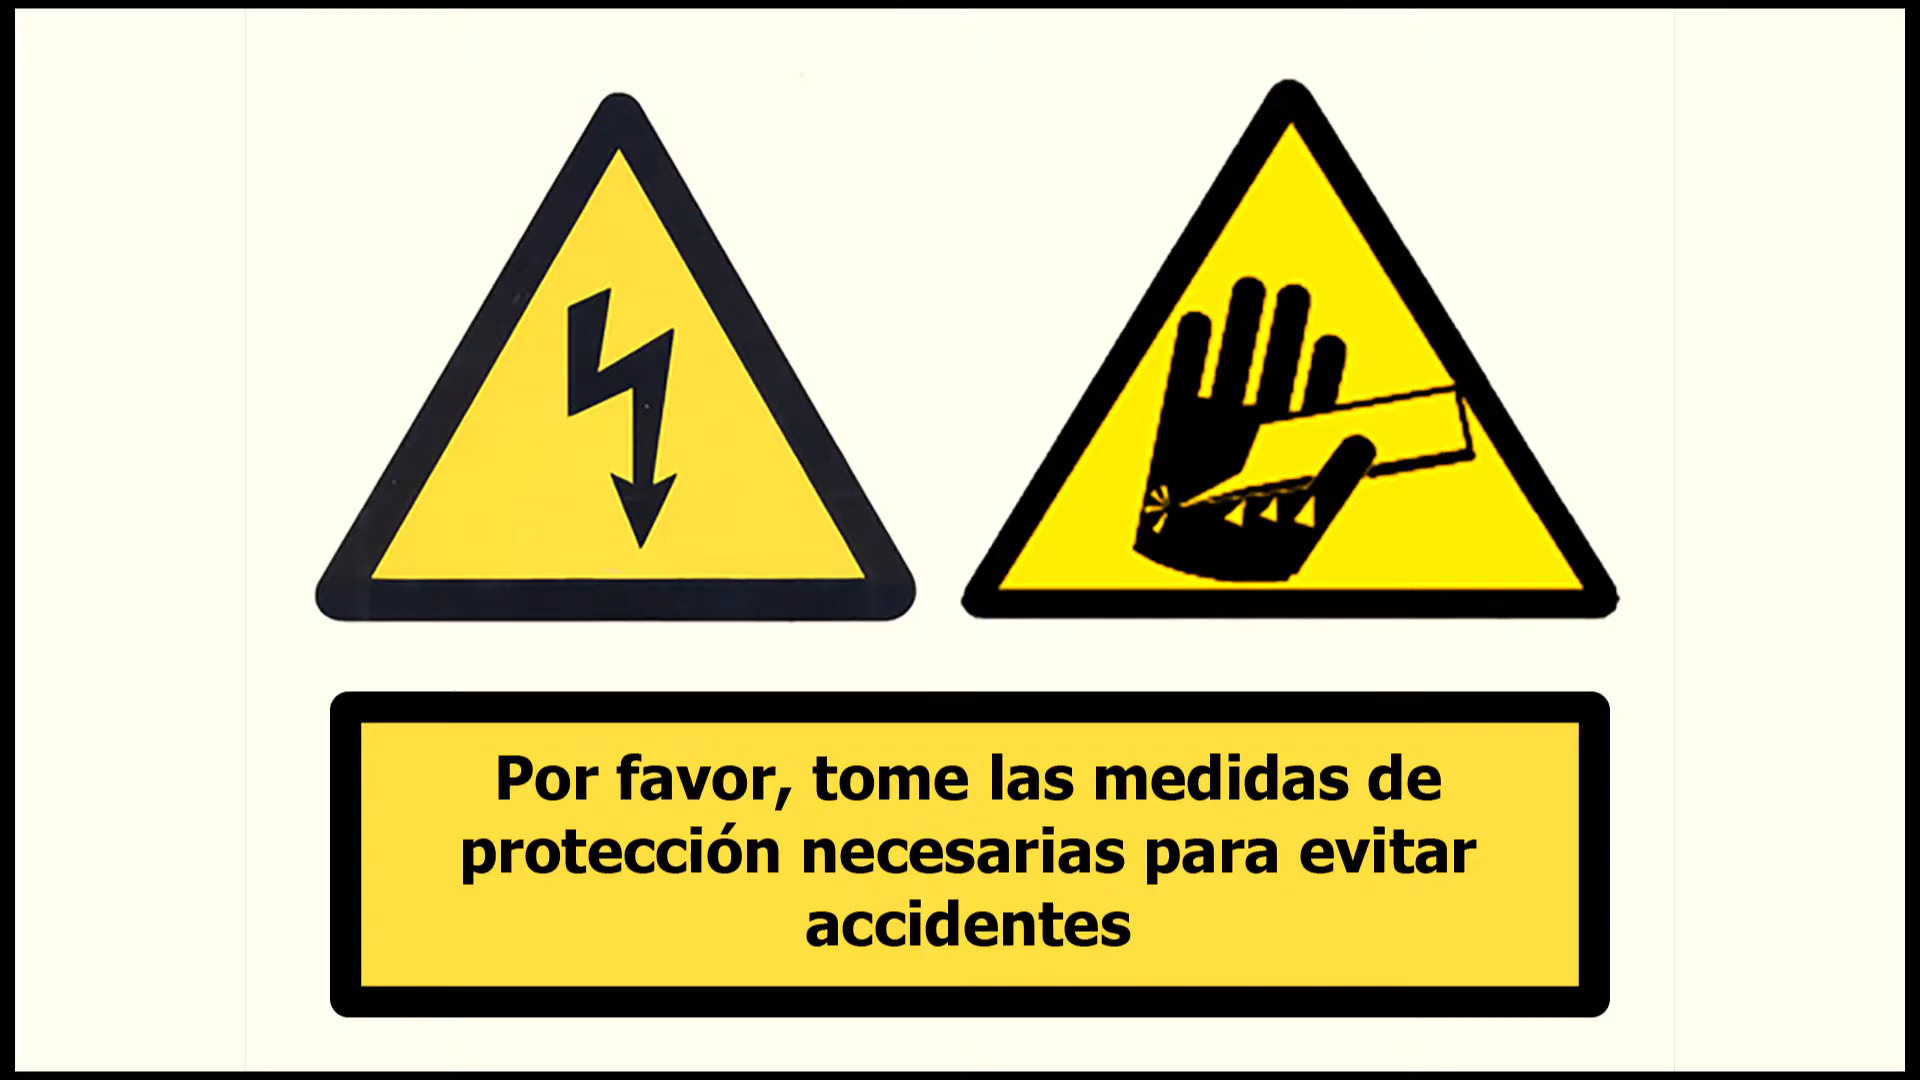 Por favor, tome las medidas de
protección necesarias para evitar
accidentes